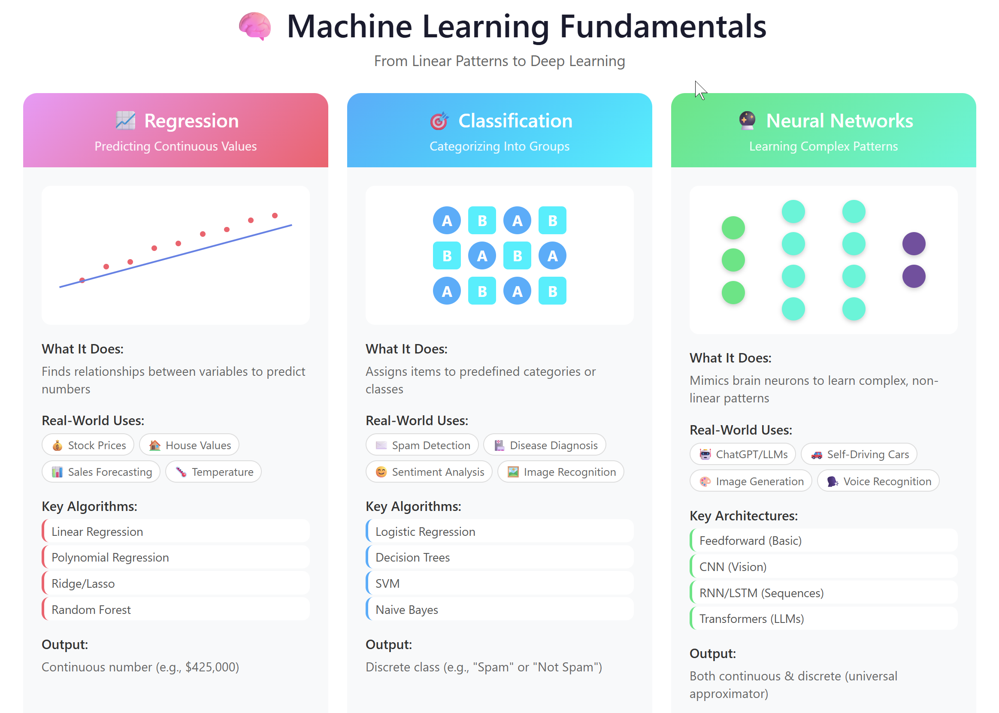 Machine Learning Fundamentals
From Linear Patterns to Deep Learning
Regression
Predicting Continuous Values
What It Does:
Finds relationships between variables to predict
numbers
Real-World Uses:
Stock Prices
House Values
Sales Forecasting
Temperature
Key Algorithms:
Linear Regression
Polynomial Regression
Ridge/Lasso
Random Forest
Output:
Continuous number (e.g., $425,000)
Classification
Categorizing Into Groups
A B A B
B A B A
A B A B
What It Does:
Assigns items to predefined categories or
classes
Real-World Uses:
Spam Detection
Disease Diagnosis
Sentiment Analysis
Image Recognition
Key Algorithms:
Logistic Regression
Decision Trees
SVM
Naive Bayes
Output:
Discrete class (e.g., "Spam" or "Not Spam")
Neural Networks
Learning Complex Patterns
What It Does:
Mimics brain neurons to learn complex, non-
linear patterns
Real-World Uses:
ChatGPT/LLMs
Self-Driving Cars
Image Generation
Voice Recognition
Key Architectures:
Feedforward (Basic)
CNN (Vision)
RNN/LSTM (Sequences)
Transformers (LLMs)
Output:
Both continuous & discrete (universal
approximator)